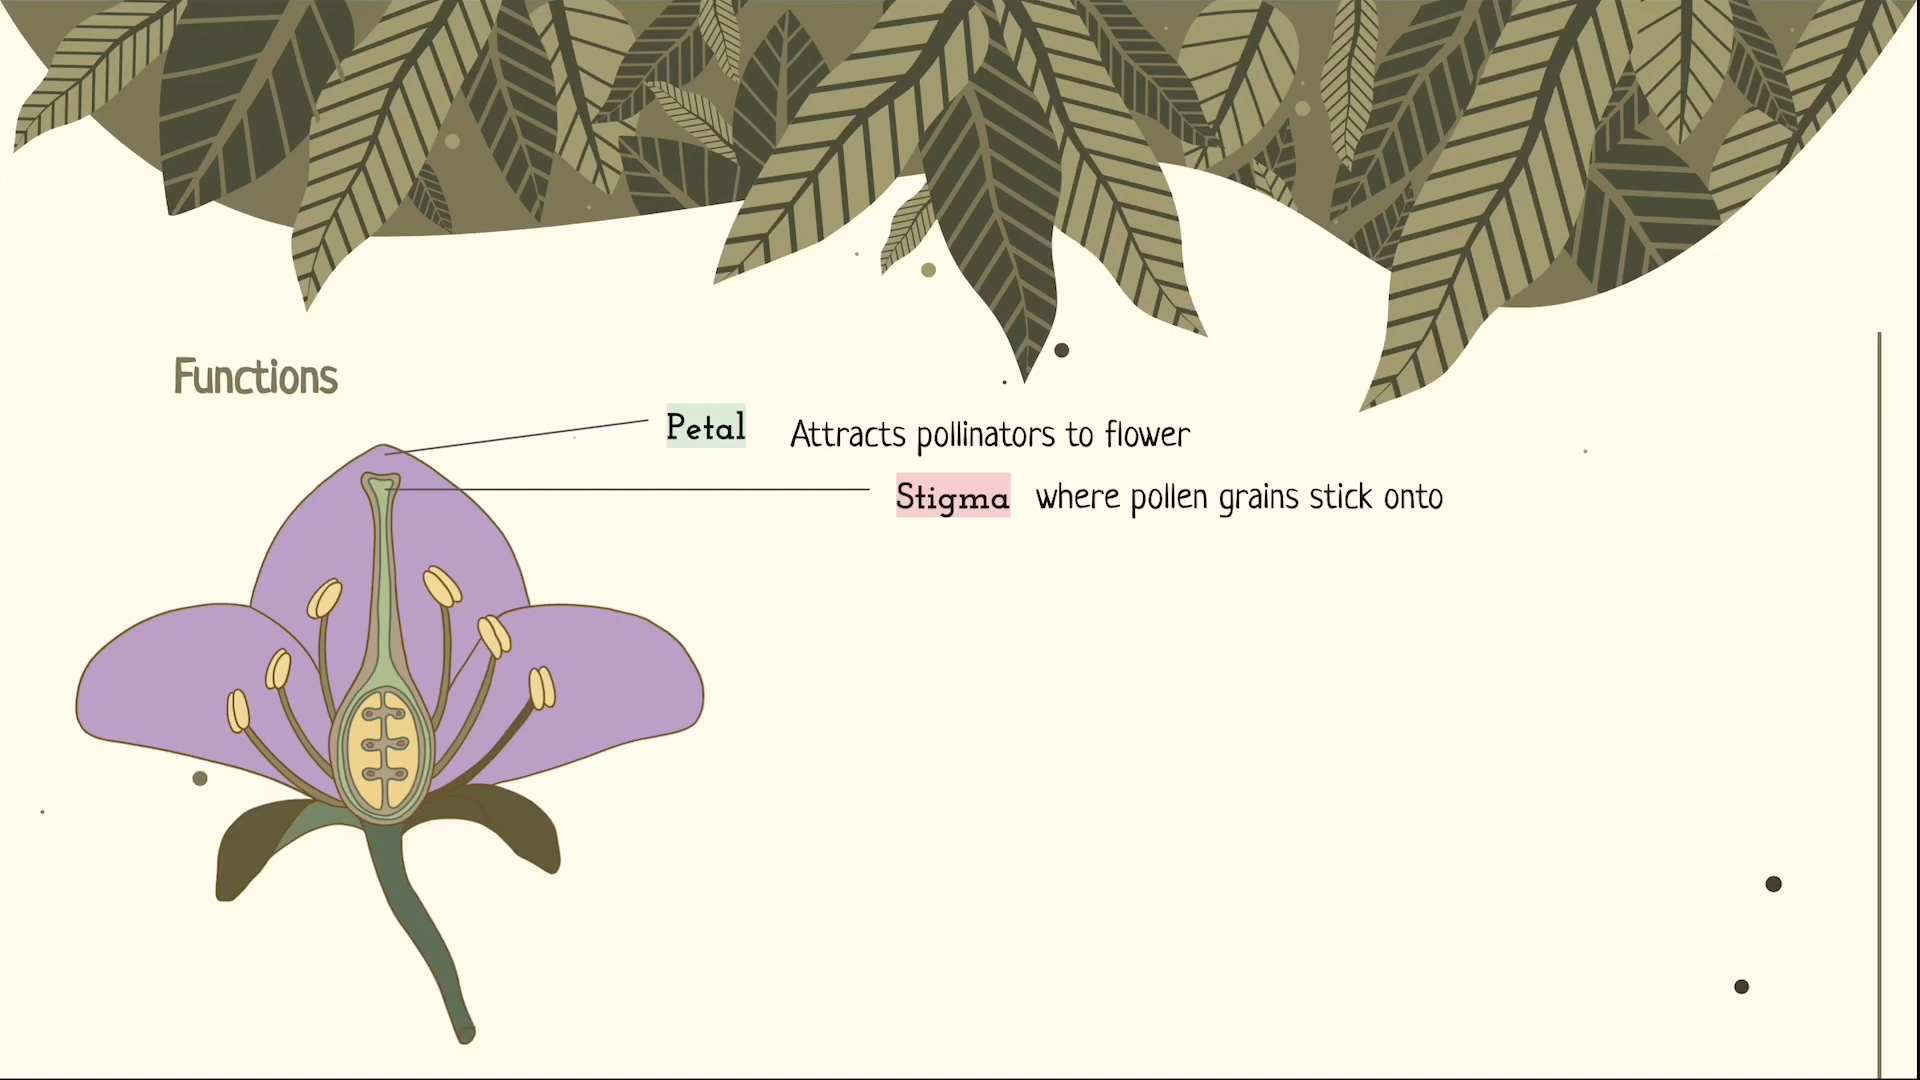 Functions
Petal Attracts pollinators to flower
Stigma where pollen grains stick onto